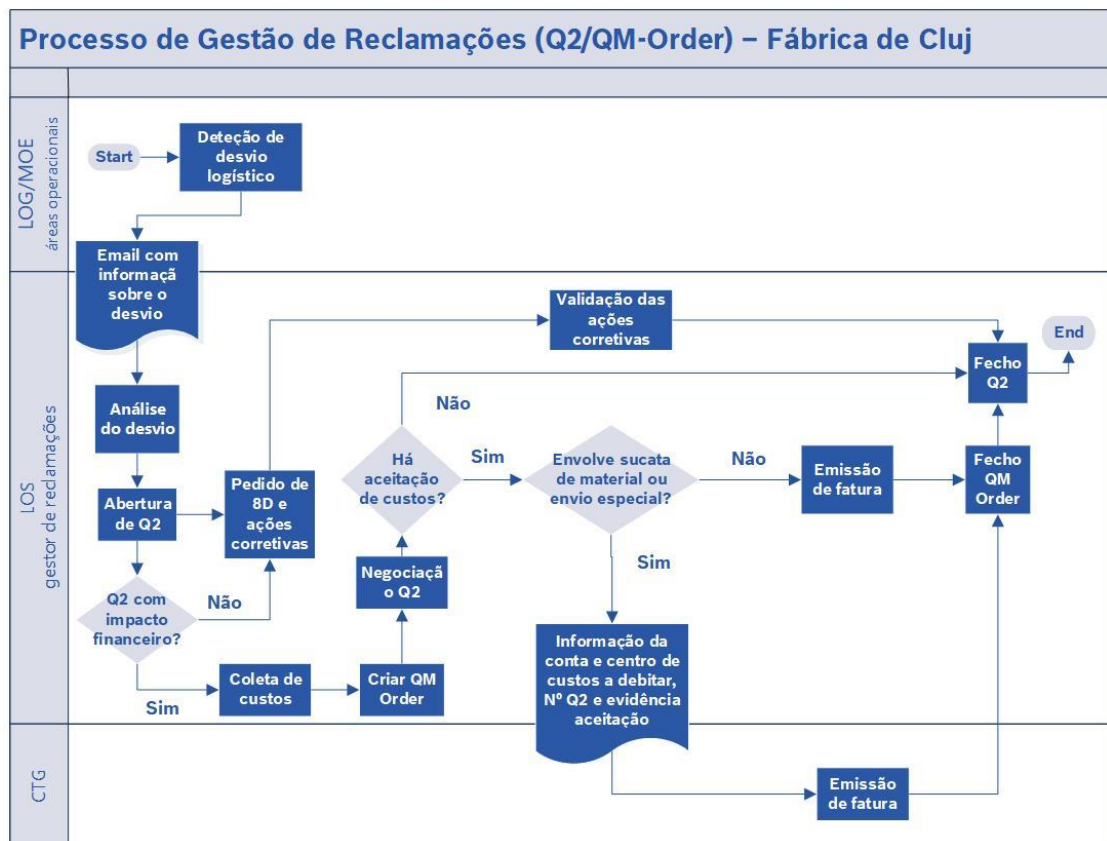 Processo de Gestão de Reclamações (Q2/QM-Order) – Fábrica de Cluj
LOG/MOE
áreas operacionais
Start
Deteção de
desvio
logístico
Email com
informaçã
sobre o
desvio
LOS
gestor de reclamações
Análise
do desvio
Abertura
de Q2
Pedido de
8D e
ações
corretivas
Q2 com
impacto
financeiro?
Não
Sim
Coleta de
custos
Criar QM
Order
Negociaçã
o Q2
Há
aceitação
de custos?
Não
Sim
Validação das
ações
corretivas
Envolve sucata
de material ou
envio especial?
Não
Sim
Emissão
de fatura
Fecho
QM
Order
Fecho
Q2
End
Informação da
conta e centro de
custos a debitar,
Nº Q2 e evidência
aceitação
CTG
Emissão
de fatura